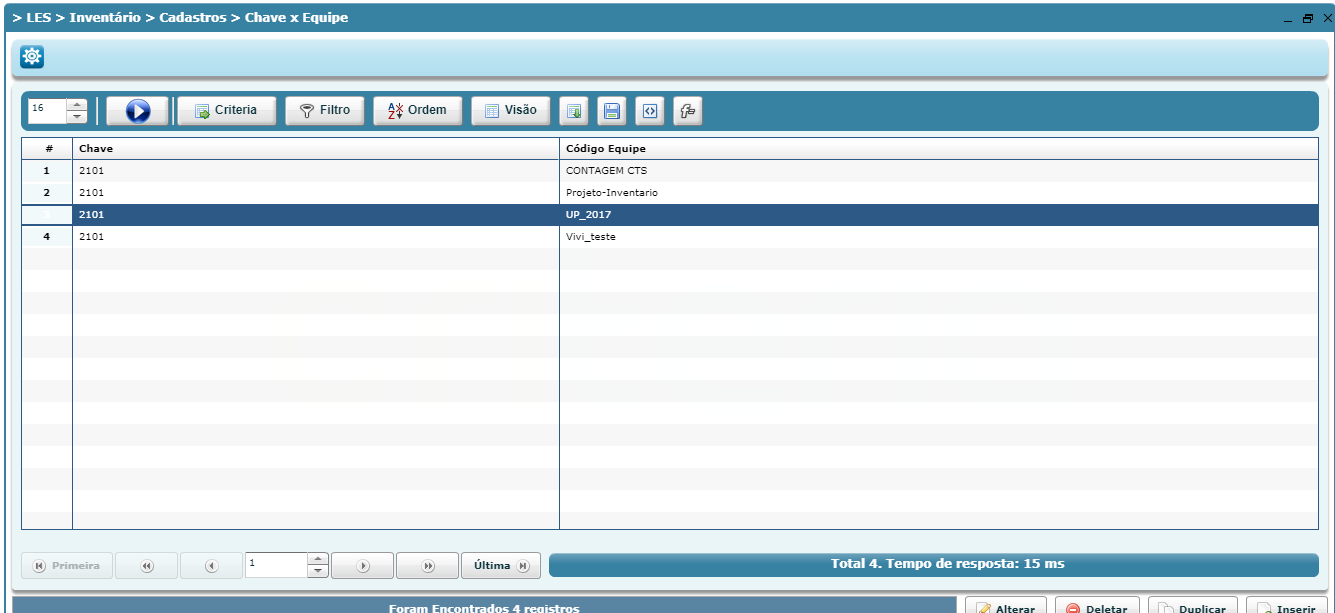 > LES > Inventário > Cadastros > Chave x Equipe
16 Criteria Filtro Ordem Visão
# Chave Código Equipe
1 2101 CONTAGEM CTS
2 2101 Projeto-Inventario
3 2101 UP_2017
4 2101 Vivi_teste
Primeira 1 Última Total 4. Tempo de resposta: 15 ms
Foram Encontrados 4 registros Alterar Deletar Duplicar Inserir